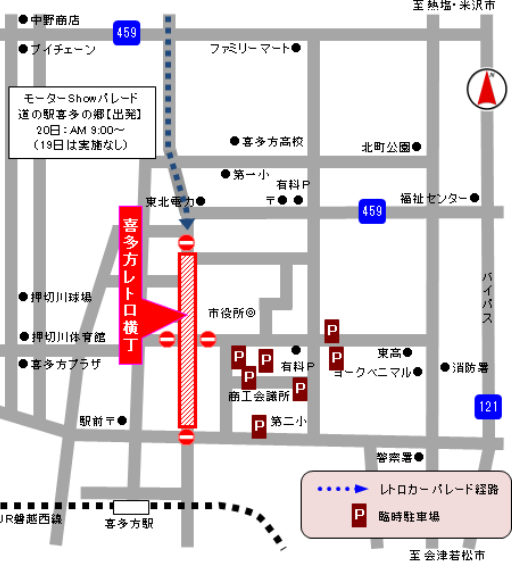 至 熱塩・米沢市
中野商店
459
ブイチェーン
ファミリーマート
モーターShowパレード
道の駅喜多の郷【出発】
20日：AM 9:00～
（19日は実施なし）
喜多方高校
北町公園
第一小
有料P
東北電力
〒
福祉センター
459
喜多方レトロ横丁
バイパス
押切川球場
市役所◎
P
押切川体育館
P
P
P
有料P
東高
喜多方プラザ
ヨークベニマル
消防署
P
商工会議所
P
121
駅前〒
P
第二小
警察署
レトロカーパレード経路
P
臨時駐車場
JR磐越西線
喜多方駅
至 会津若松市